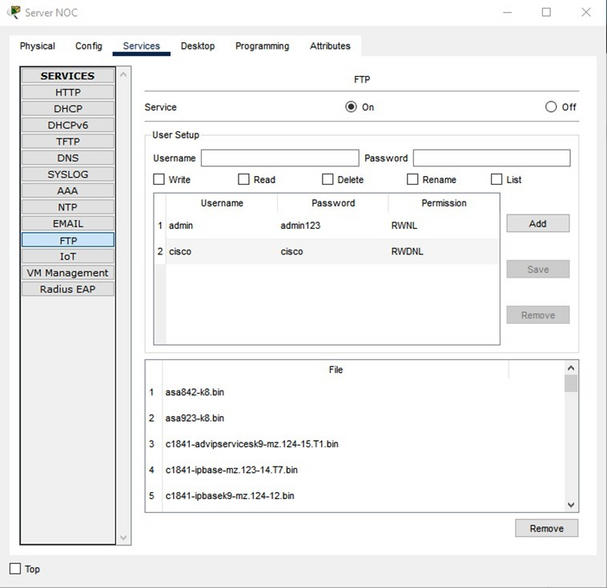 Server NOC
Physical Config Services Desktop Programming Attributes
SERVICES
HTTP
DHCP
DHCPv6
TFTP
DNS
SYSLOG
AAA
NTP
EMAIL
FTP
IoT
VM Management
Radius EAP
FTP
Service On Off
User Setup
Username Password
Write Read Delete Rename List
Username Password Permission
1 admin admin123 RWNL
2 cisco cisco RWDNL
Add
Save
Remove
File
1 asa842-k8.bin
2 asa923-k8.bin
3 c1841-advipservicesk9-mz.124-15.T1.bin
4 c1841-ipbase-mz.123-14.T7.bin
5 c1841-ipbasek9-mz.124-12.bin
Remove
Top